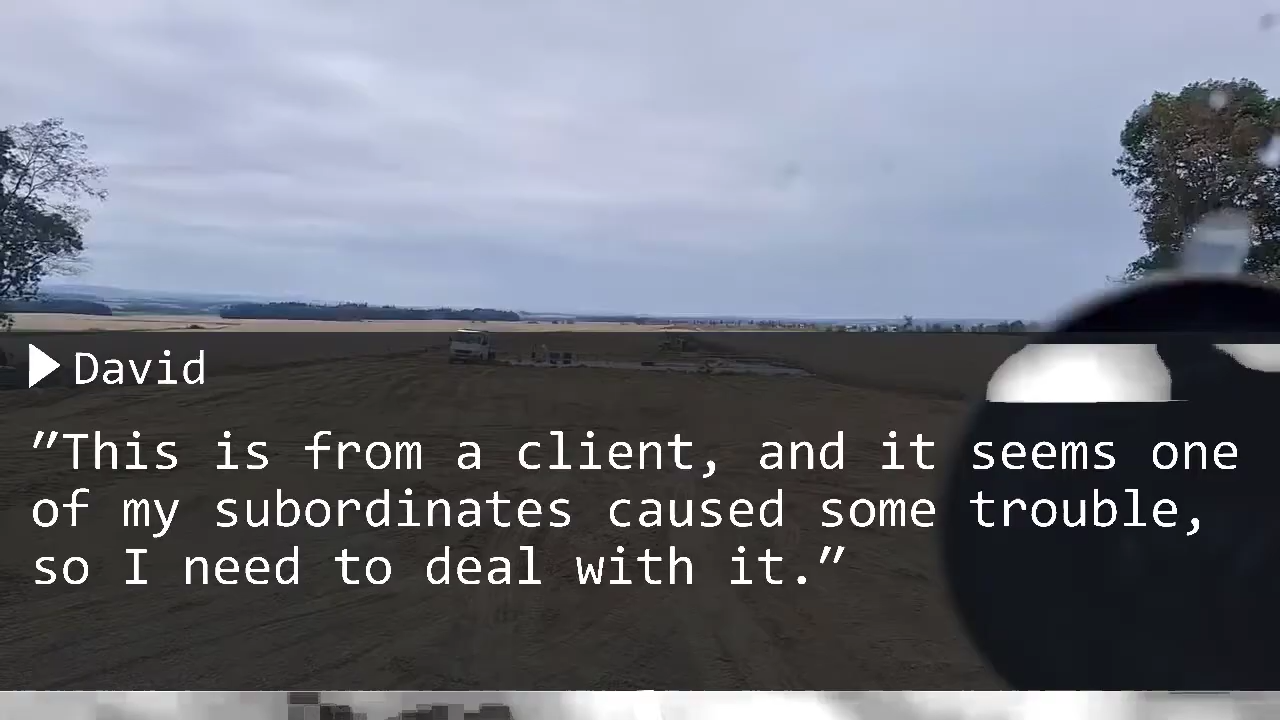 David
”This is from a client, and it seems one
of my subordinates caused some trouble,
so I need to deal with it.”